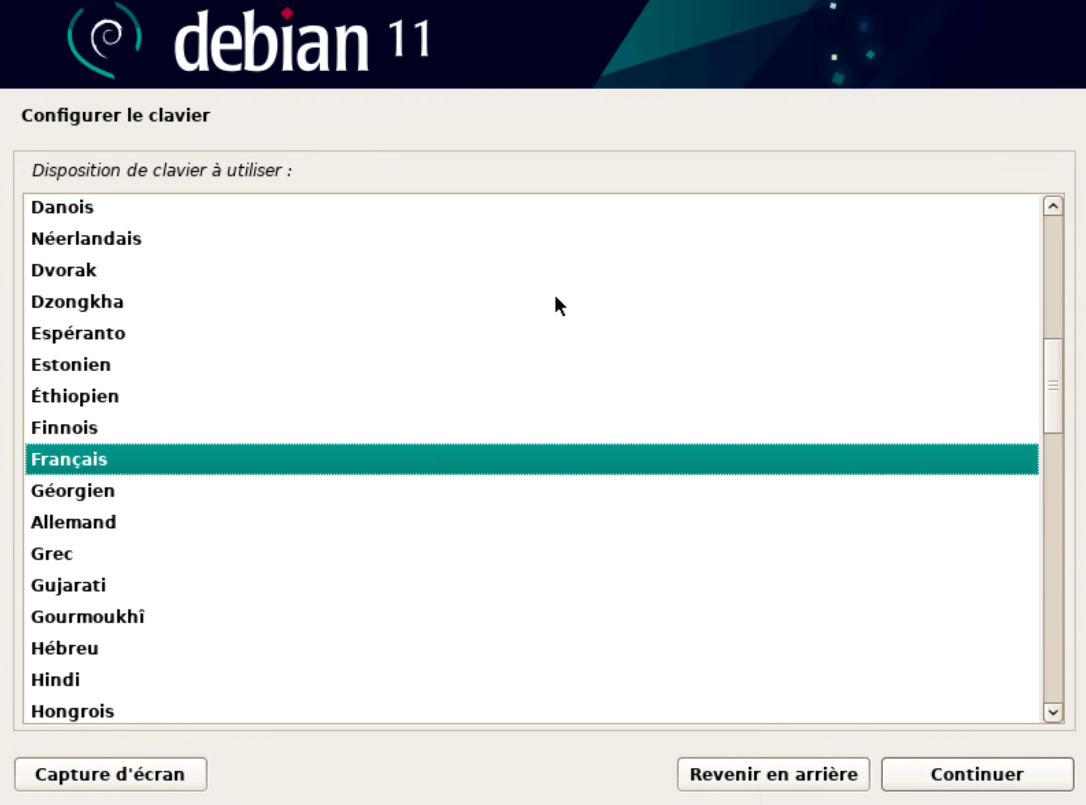 debian 11
Configurer le clavier
Disposition de clavier à utiliser :
Danois
Néerlandais
Dvorak
Dzongkha
Espéranto
Estonien
Éthiopien
Finnois
Français
Géorgien
Allemand
Grec
Gujarati
Gourmoukhî
Hébreu
Hindi
Hongrois
Capture d'écran
Revenir en arrière
Continuer